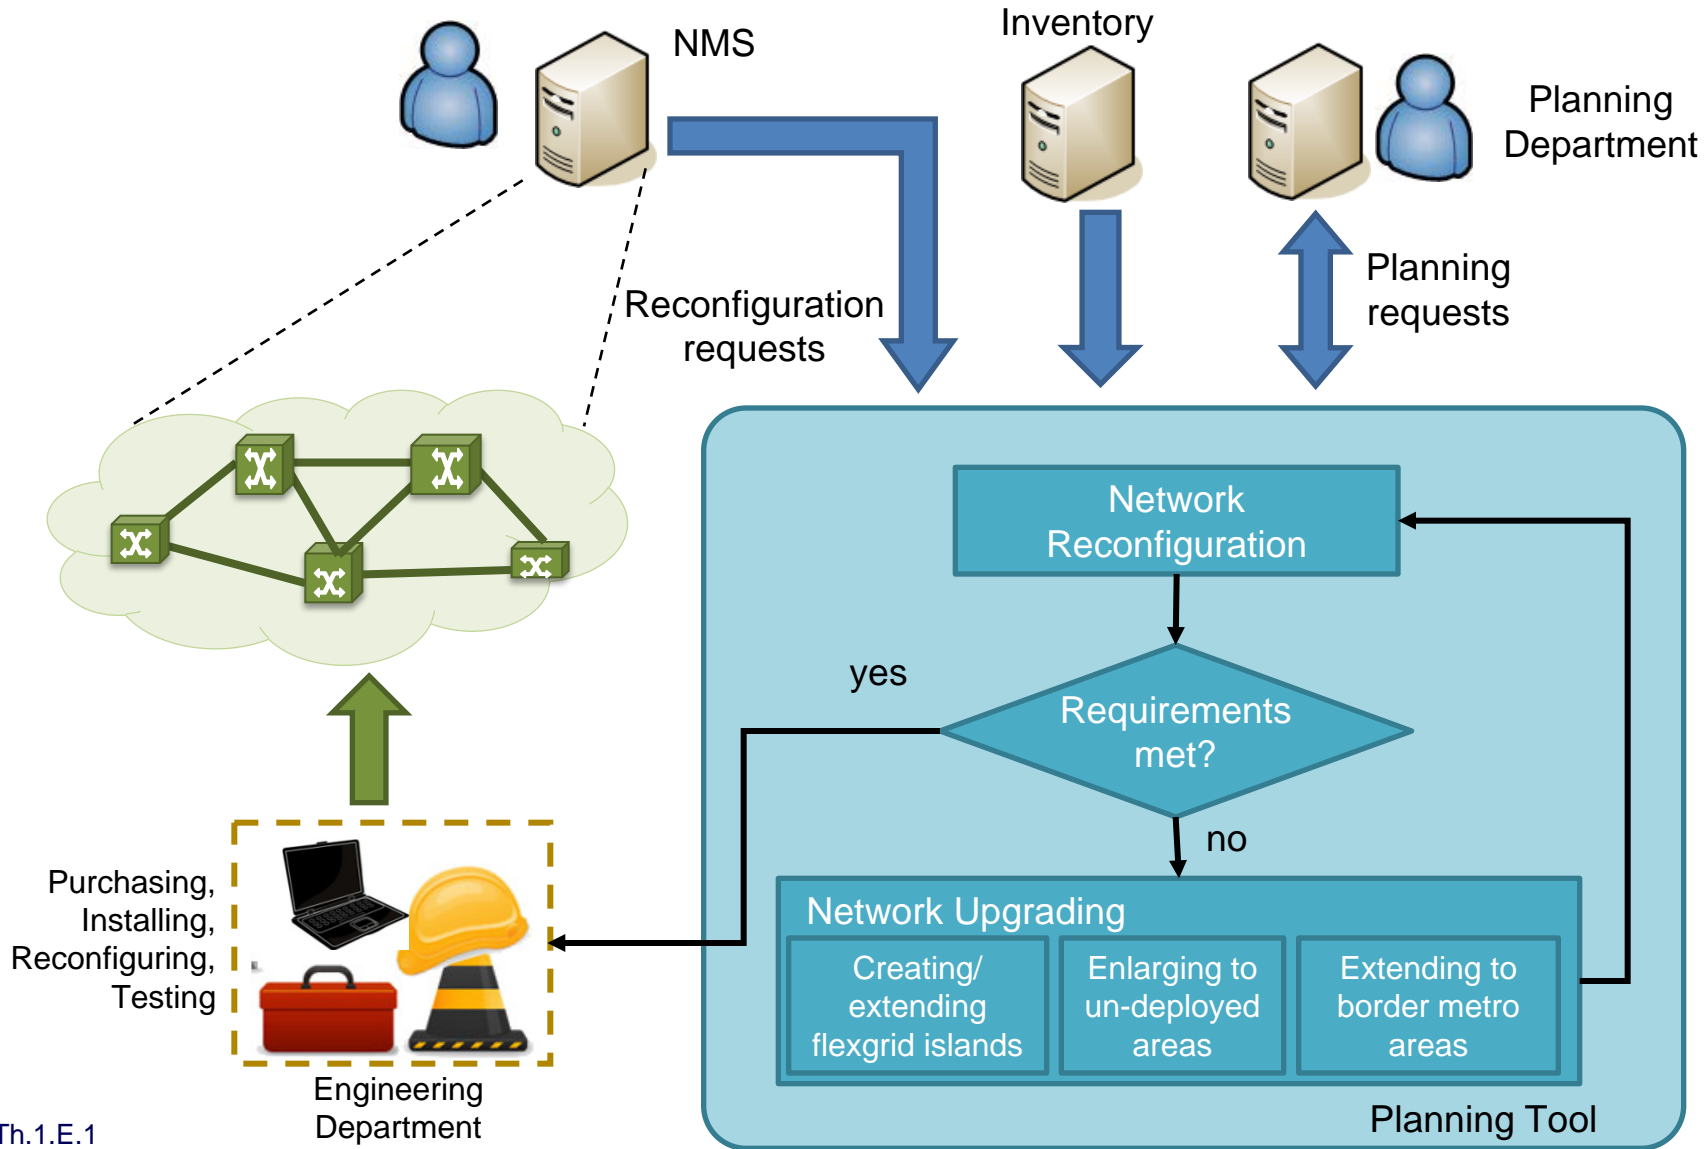 NMS
Inventory
Planning
Department
Reconfiguration
requests
Planning
requests
Network
Reconfiguration
yes
Requirements
met?
no
Purchasing,
Installing,
Reconfiguring,
Testing
Network Upgrading
Creating/
extending
flexgrid islands
Enlarging to
un-deployed
areas
Extending to
border metro
areas
Engineering
Department
Planning Tool
Th.1.E.1